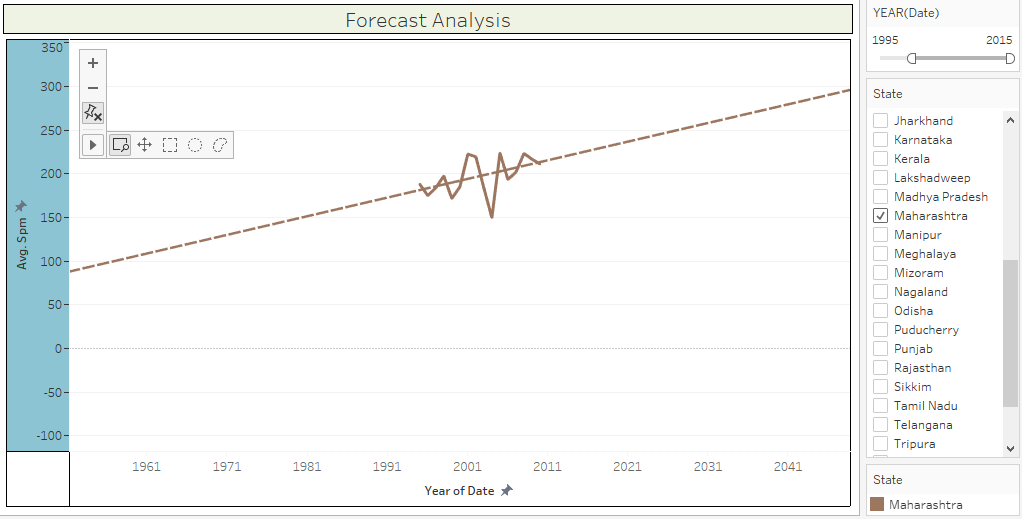 Forecast Analysis
350
300
250
200
150
100
50
0
-50
-100
Avg. Spm
1961 1971 1981 1991 2001 2011 2021 2031 2041
Year of Date
YEAR(Date)
1995 2015
State
Jharkhand
Karnataka
Kerala
Lakshadweep
Madhya Pradesh
Maharashtra
Manipur
Meghalaya
Mizoram
Nagaland
Odisha
Puducherry
Punjab
Rajasthan
Sikkim
Tamil Nadu
Telangana
Tripura
State
Maharashtra